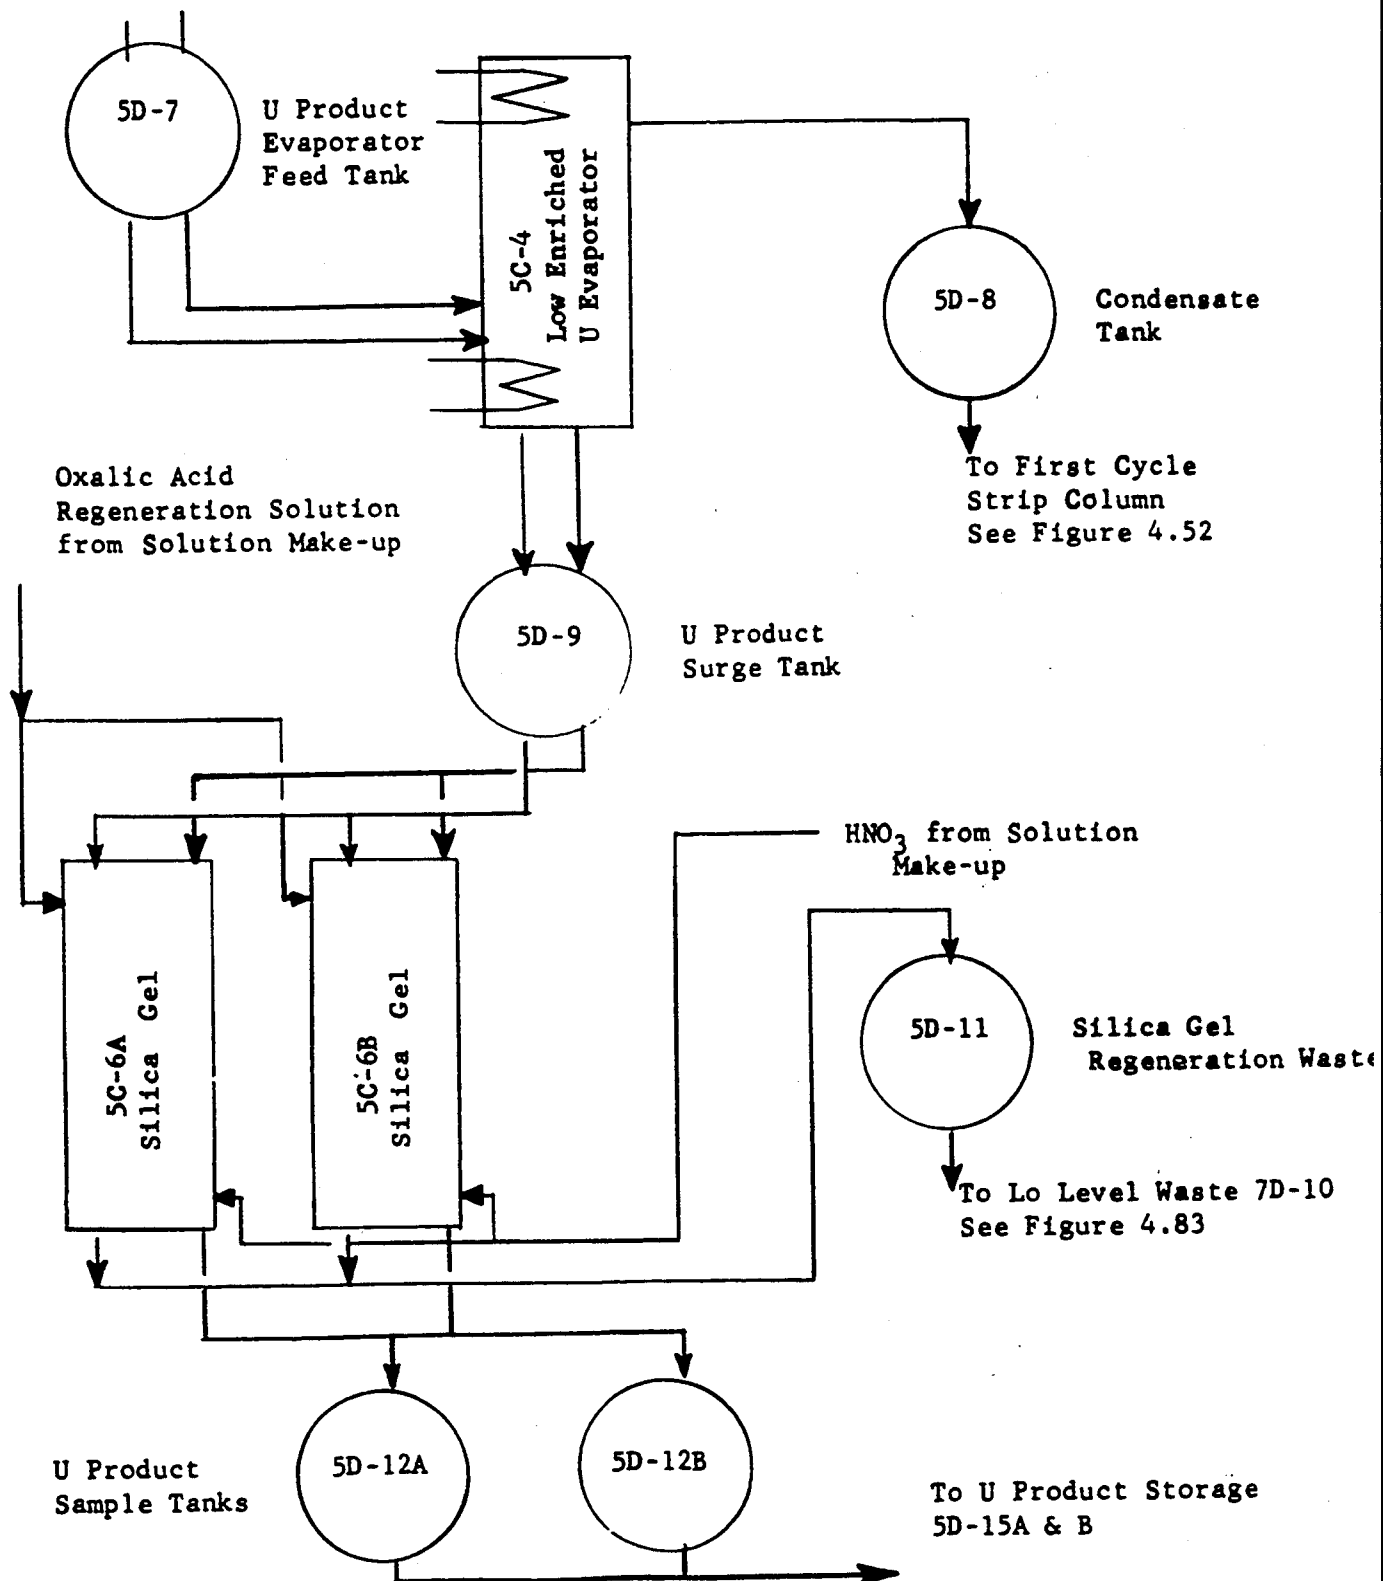 5D-7
U Product
Evaporator
Feed Tank
5C-4
Low Enriched
U Evaporator
5D-8
Condensate
Tank
To First Cycle
Strip Column
See Figure 4.52
Oxalic Acid
Regeneration Solution
from Solution Make-up
5D-9
U Product
Surge Tank
HNO3 from Solution
Make-up
5C-6A
Silica Gel
5C-6B
Silica Gel
5D-11
Silica Gel
Regeneration Waste
To Lo Level Waste 7D-10
See Figure 4.83
U Product
Sample Tanks
5D-12A
5D-12B
To U Product Storage
5D-15A & B